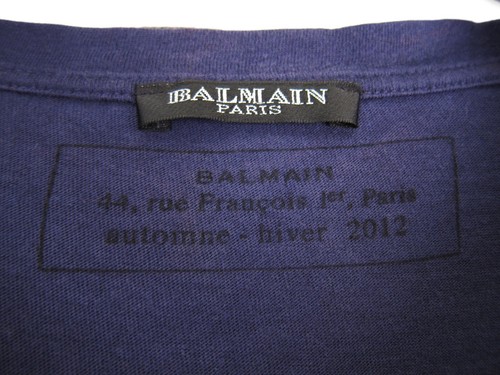 BALMAIN
PARIS
BALMAIN
44, rue François 1er, Paris
automne - hiver 2012